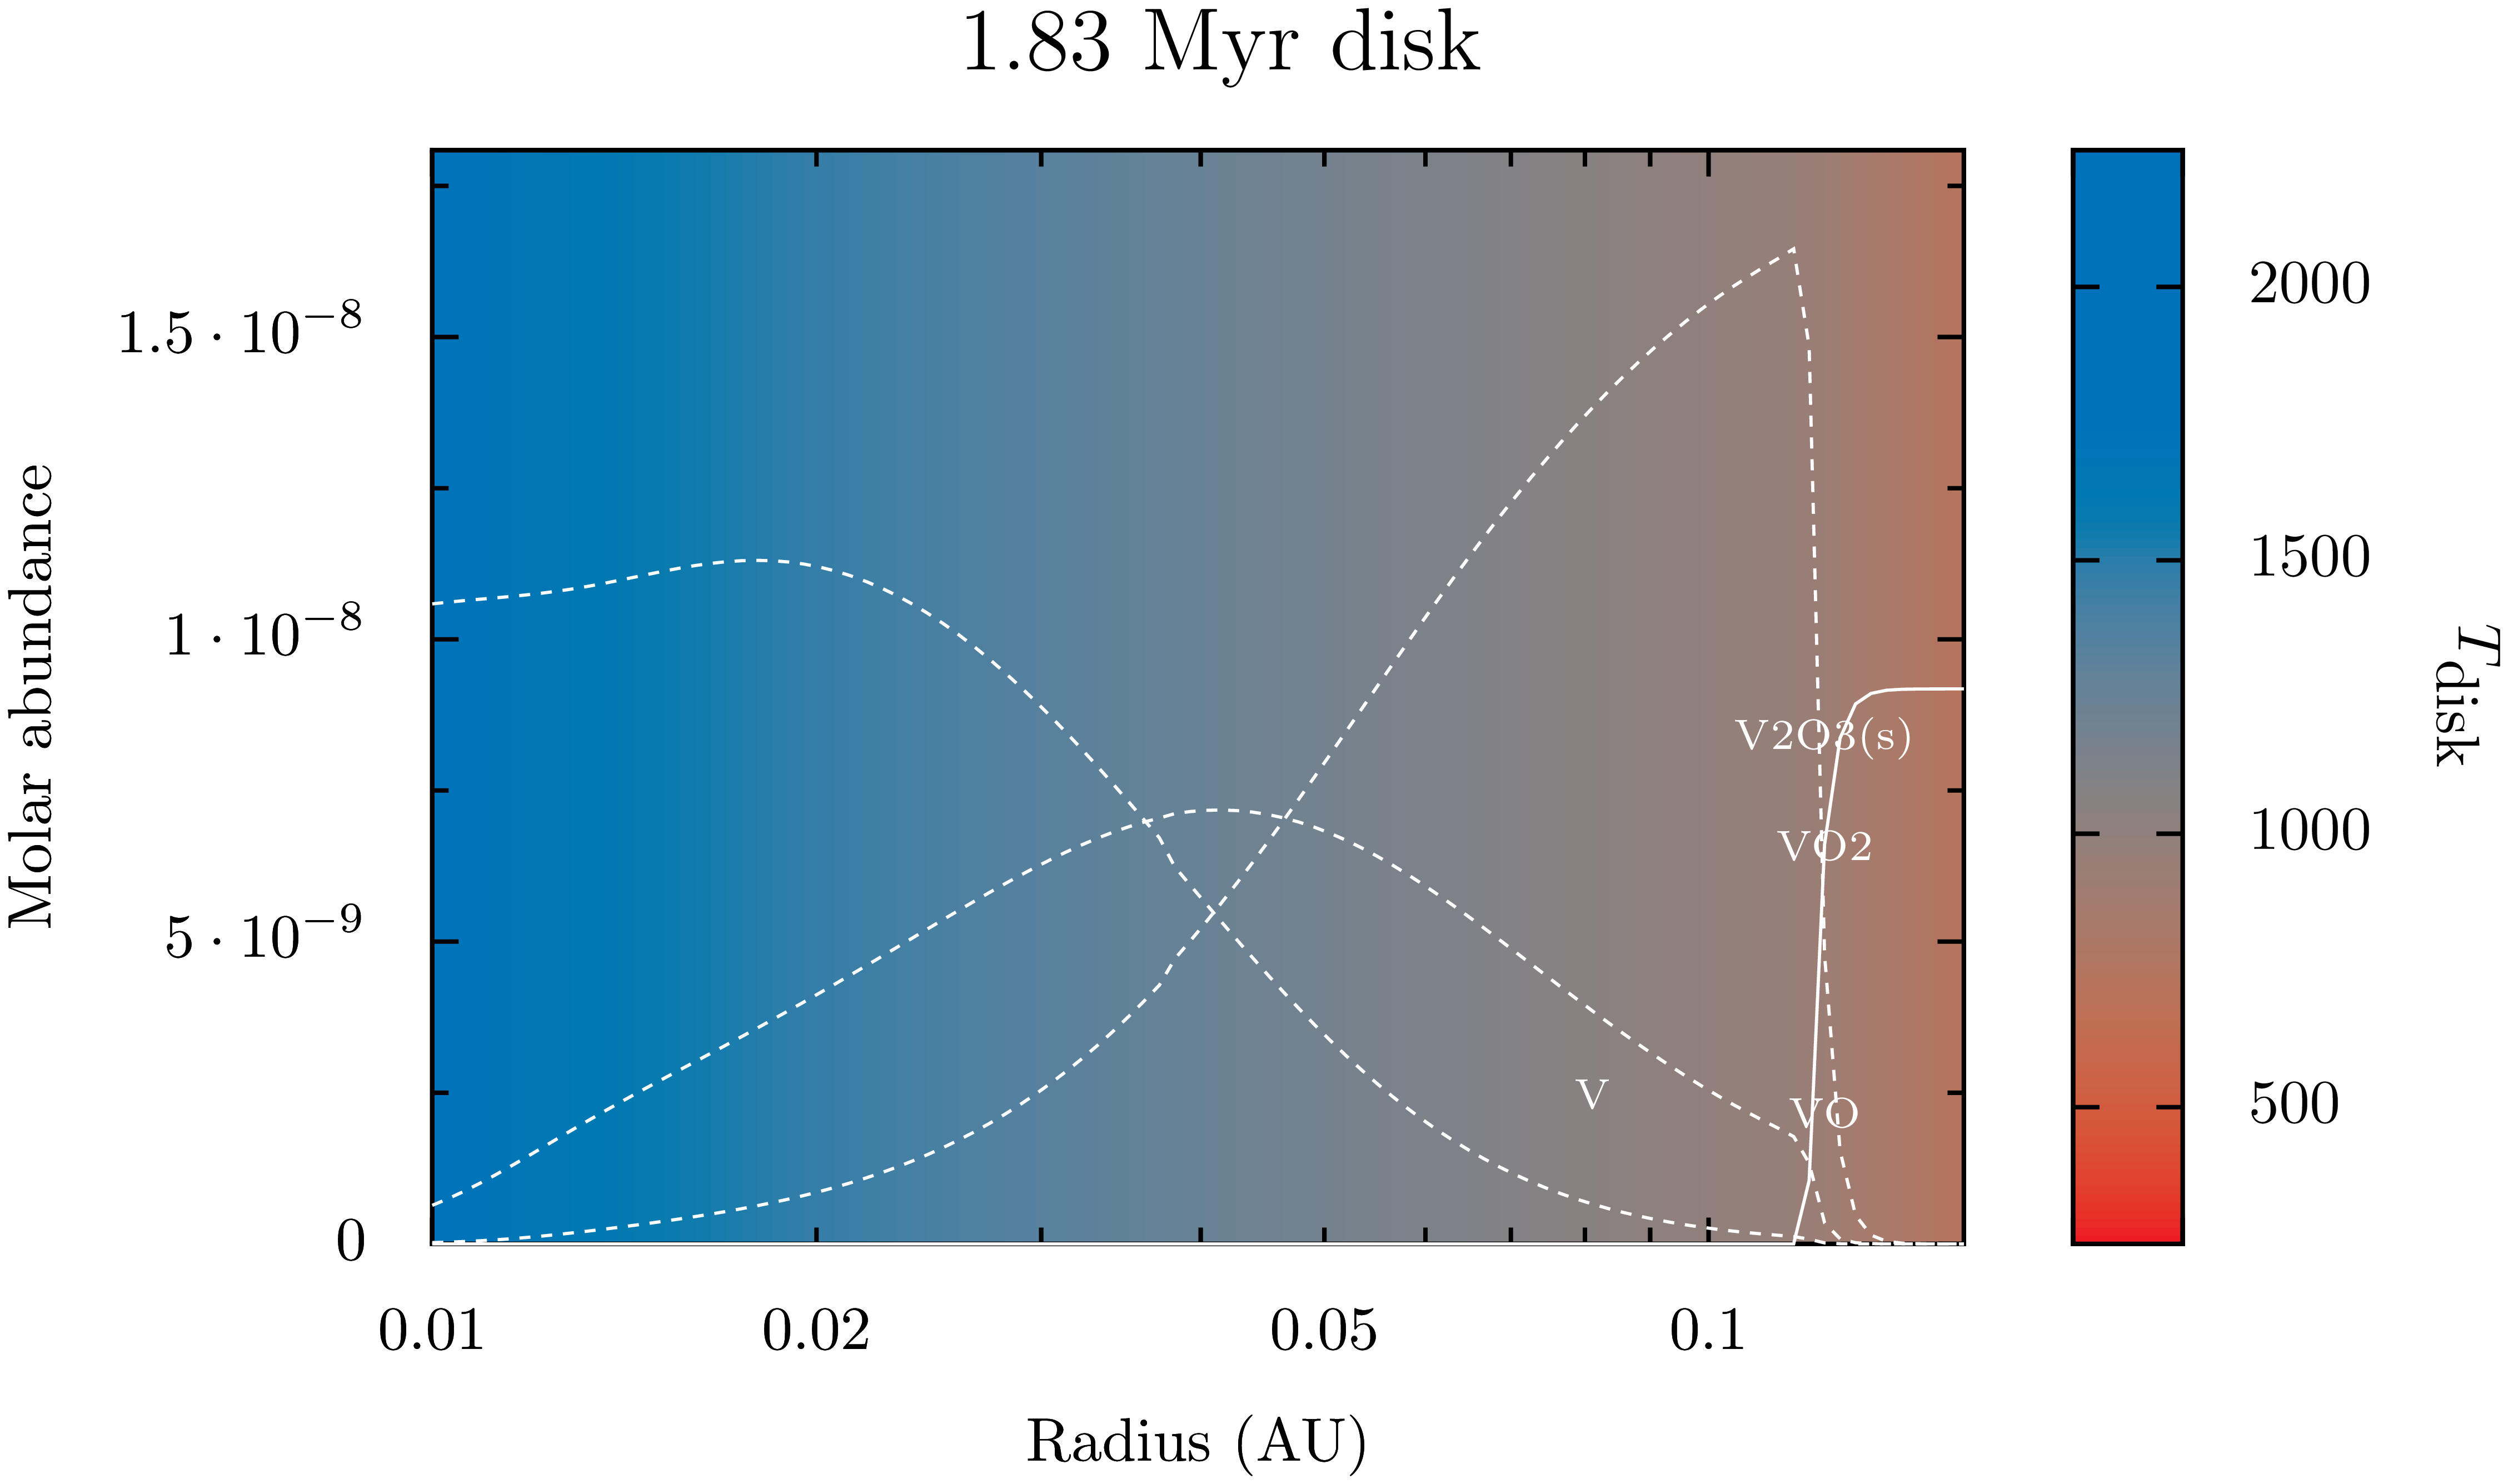 1.83 Myr disk
Molar abundance
1.5 · 10⁻⁸
1 · 10⁻⁸
5 · 10⁻⁹
0
V2O3(s)
VO2
V
VO
0.01
0.02
0.05
0.1
Radius (AU)
2000
1500
1000
500
T_disk